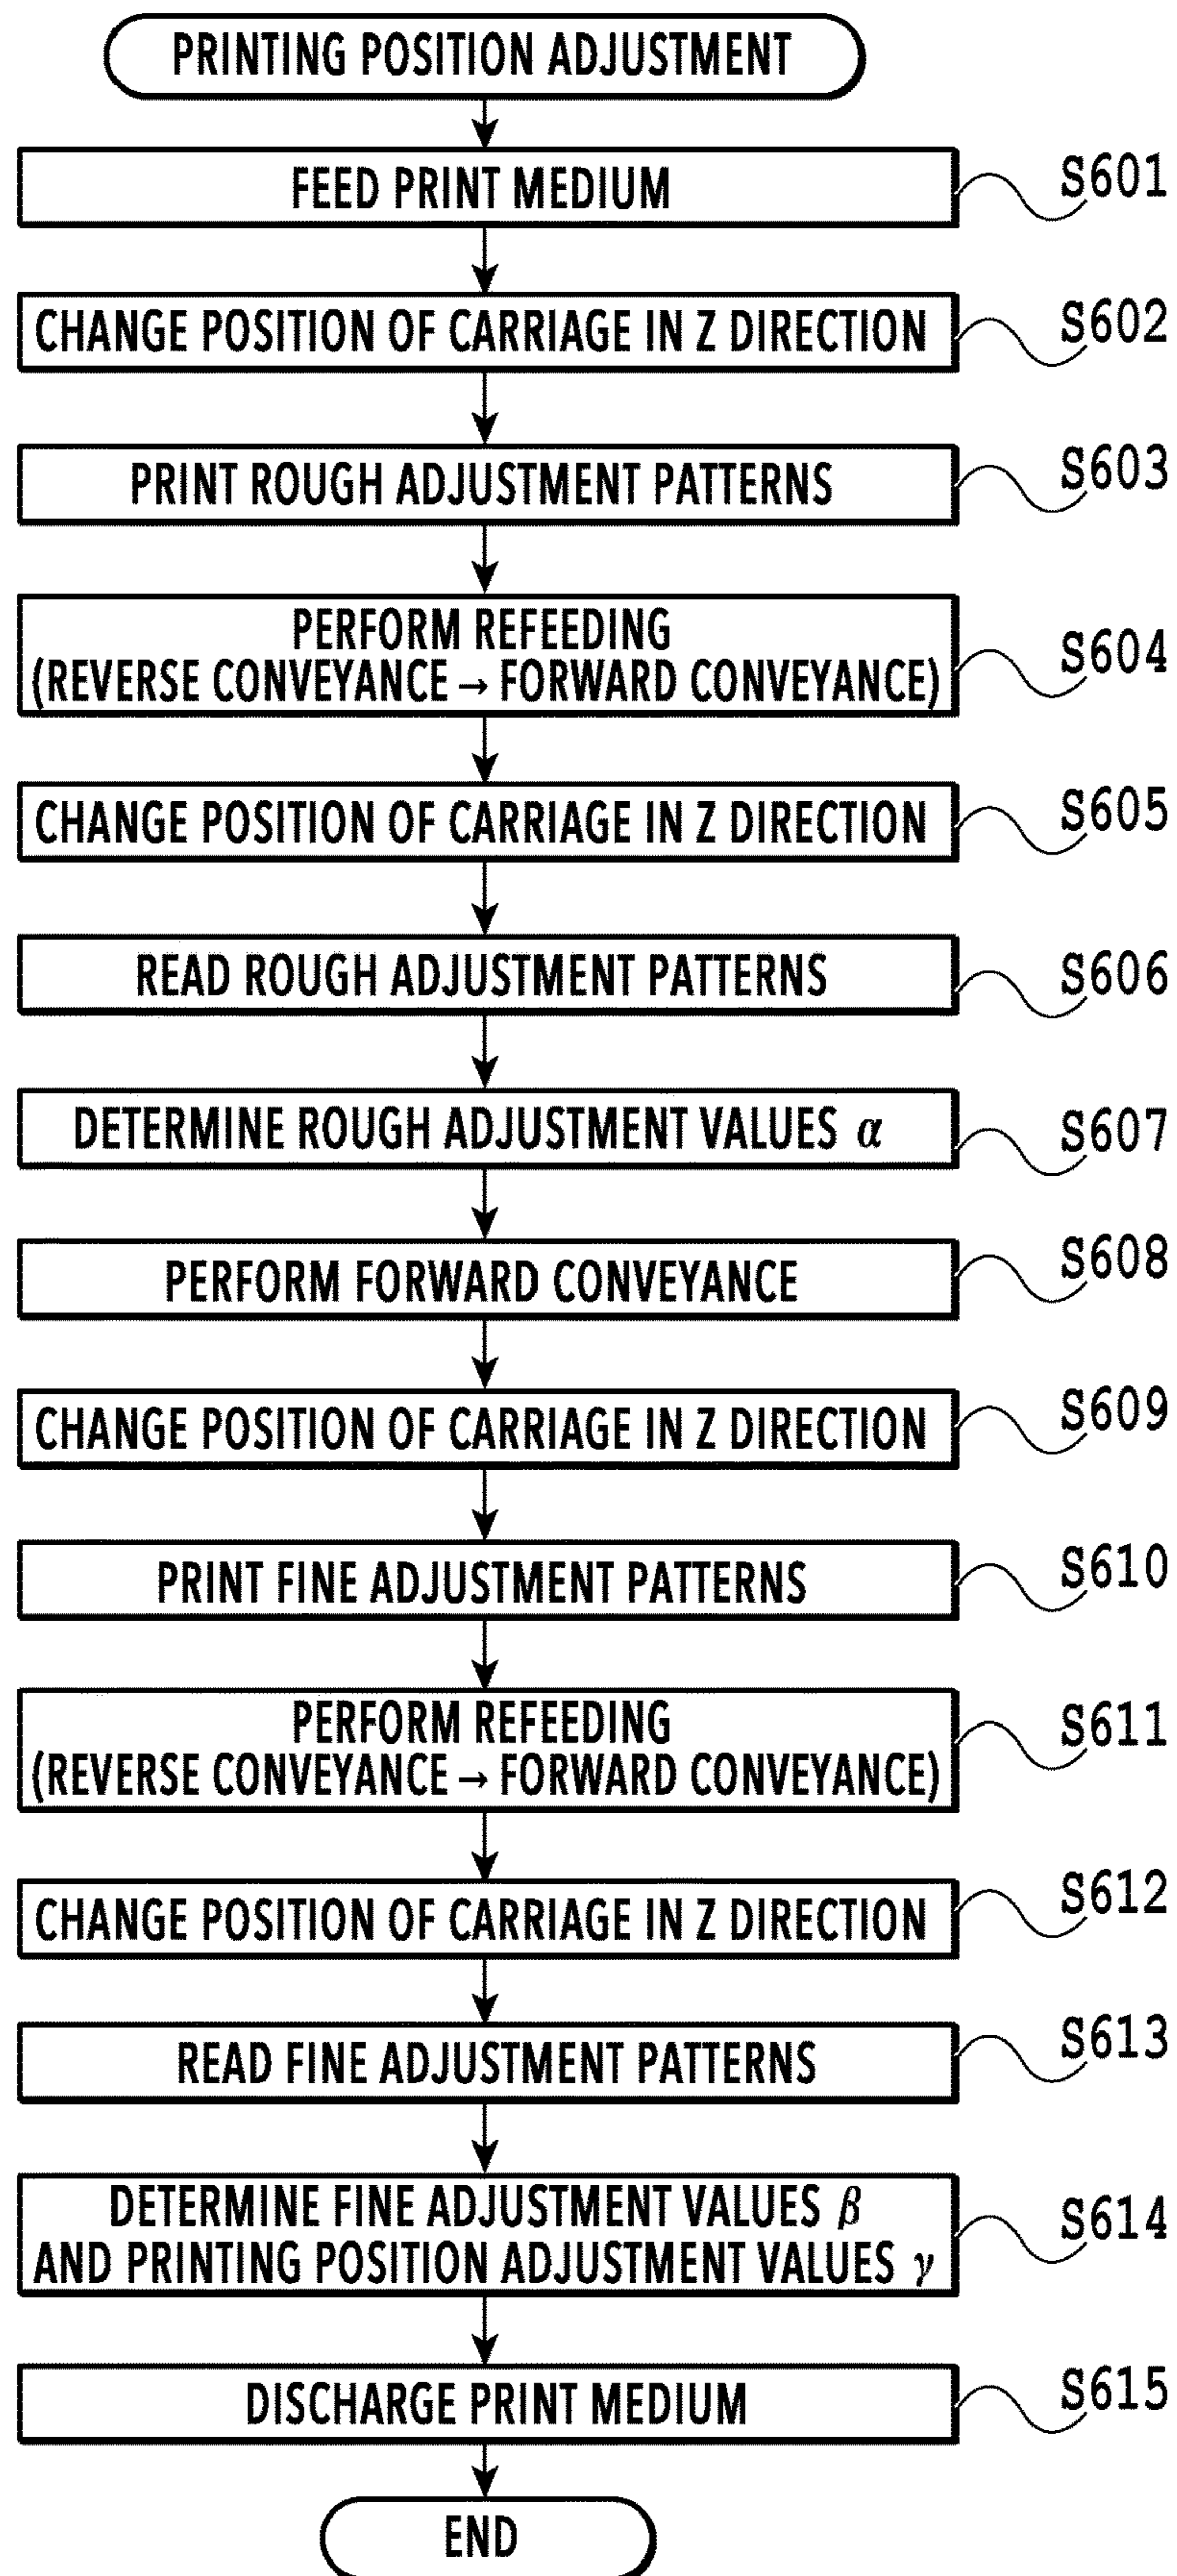 PRINTING POSITION ADJUSTMENT
FEED PRINT MEDIUM
S601
CHANGE POSITION OF CARRIAGE IN Z DIRECTION
S602
PRINT ROUGH ADJUSTMENT PATTERNS
S603
PERFORM REFEEDING
(REVERSE CONVEYANCE → FORWARD CONVEYANCE)
S604
CHANGE POSITION OF CARRIAGE IN Z DIRECTION
S605
READ ROUGH ADJUSTMENT PATTERNS
S606
DETERMINE ROUGH ADJUSTMENT VALUES α
S607
PERFORM FORWARD CONVEYANCE
S608
CHANGE POSITION OF CARRIAGE IN Z DIRECTION
S609
PRINT FINE ADJUSTMENT PATTERNS
S610
PERFORM REFEEDING
(REVERSE CONVEYANCE → FORWARD CONVEYANCE)
S611
CHANGE POSITION OF CARRIAGE IN Z DIRECTION
S612
READ FINE ADJUSTMENT PATTERNS
S613
DETERMINE FINE ADJUSTMENT VALUES β
AND PRINTING POSITION ADJUSTMENT VALUES γ
S614
DISCHARGE PRINT MEDIUM
S615
END